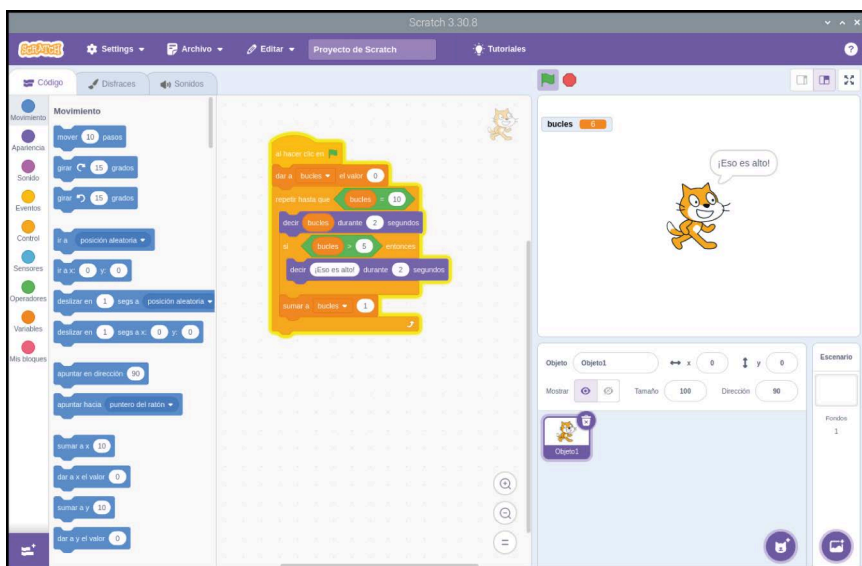 Scratch 3.30.8
SCRATCH
Settings
Archivo
Editar
Proyecto de Scratch
Tutoriales
?
Código
Disfraces
Sonidos
Movimiento
Apariencia
Sonido
Eventos
Control
Sensores
Operadores
Variables
Mis bloques
Movimiento
mover 10 pasos
girar 15 grados
girar 15 grados
ir a posición aleatoria
ir a x: 0 y: 0
deslizar en 1 segs a posición aleatoria
deslizar en 1 segs a x: 0 y: 0
apuntar en dirección 90
apuntar hacia puntero del ratón
sumar a x 10
dar a x el valor 0
sumar a y 10
dar a y el valor 0
al hacer clic en
dar a bucles el valor 0
repetir hasta que bucles = 10
decir bucles durante 2 segundos
si bucles > 5 entonces
decir ¡Eso es alto! durante 2 segundos
sumar a bucles 1
bucles 6
¡Eso es alto!
Objeto Objeto1 x 0 y 0
Mostrar Tamaño 100 Dirección 90
Objeto1
Escenario
Fondos
1